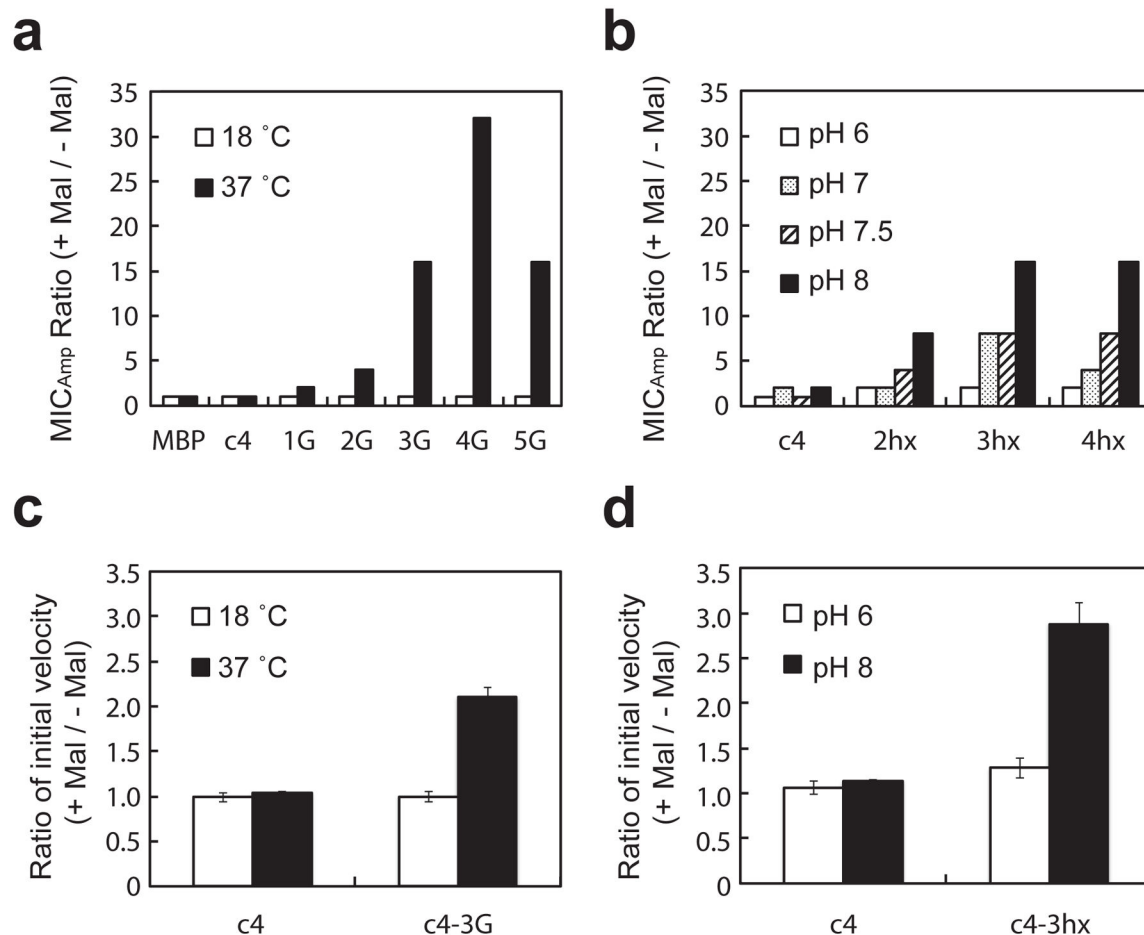 a
MIC_Amp Ratio (+ Mal / - Mal)
35
30
25
20
15
10
5
0
18 ˚C
37 ˚C
MBP c4 1G 2G 3G 4G 5G
b
MIC_Amp Ratio (+ Mal / - Mal)
35
30
25
20
15
10
5
0
pH 6
pH 7
pH 7.5
pH 8
c4 2hx 3hx 4hx
c
Ratio of initial velocity
(+ Mal / - Mal)
3.5
3.0
2.5
2.0
1.5
1.0
0.5
0
18 ˚C
37 ˚C
c4 c4-3G
d
Ratio of initial velocity
(+ Mal / - Mal)
3.5
3.0
2.5
2.0
1.5
1.0
0.5
0
pH 6
pH 8
c4 c4-3hx